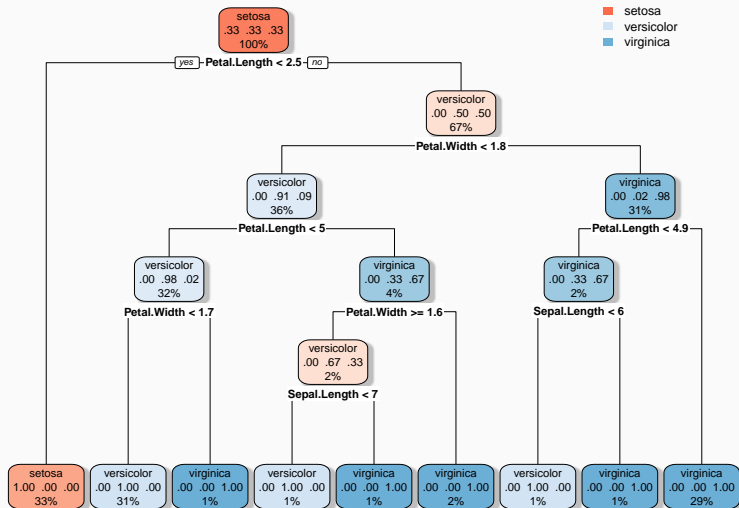 setosa
.33 .33 .33
100%
setosa
versicolor
virginica
yes Petal.Length < 2.5 no
versicolor
.00 .50 .50
67%
Petal.Width < 1.8
versicolor
.00 .91 .09
36%
virginica
.00 .02 .98
31%
Petal.Length < 5
Petal.Length < 4.9
versicolor
.00 .98 .02
32%
virginica
.00 .33 .67
4%
virginica
.00 .33 .67
2%
Petal.Width < 1.7
Petal.Width >= 1.6
Sepal.Length < 6
versicolor
.00 .67 .33
2%
Sepal.Length < 7
setosa
1.00 .00 .00
33%
versicolor
.00 1.00 .00
31%
virginica
.00 .00 1.00
1%
versicolor
.00 1.00 .00
1%
virginica
.00 .00 1.00
1%
virginica
.00 .00 1.00
2%
versicolor
.00 1.00 .00
1%
virginica
.00 .00 1.00
1%
virginica
.00 .00 1.00
29%